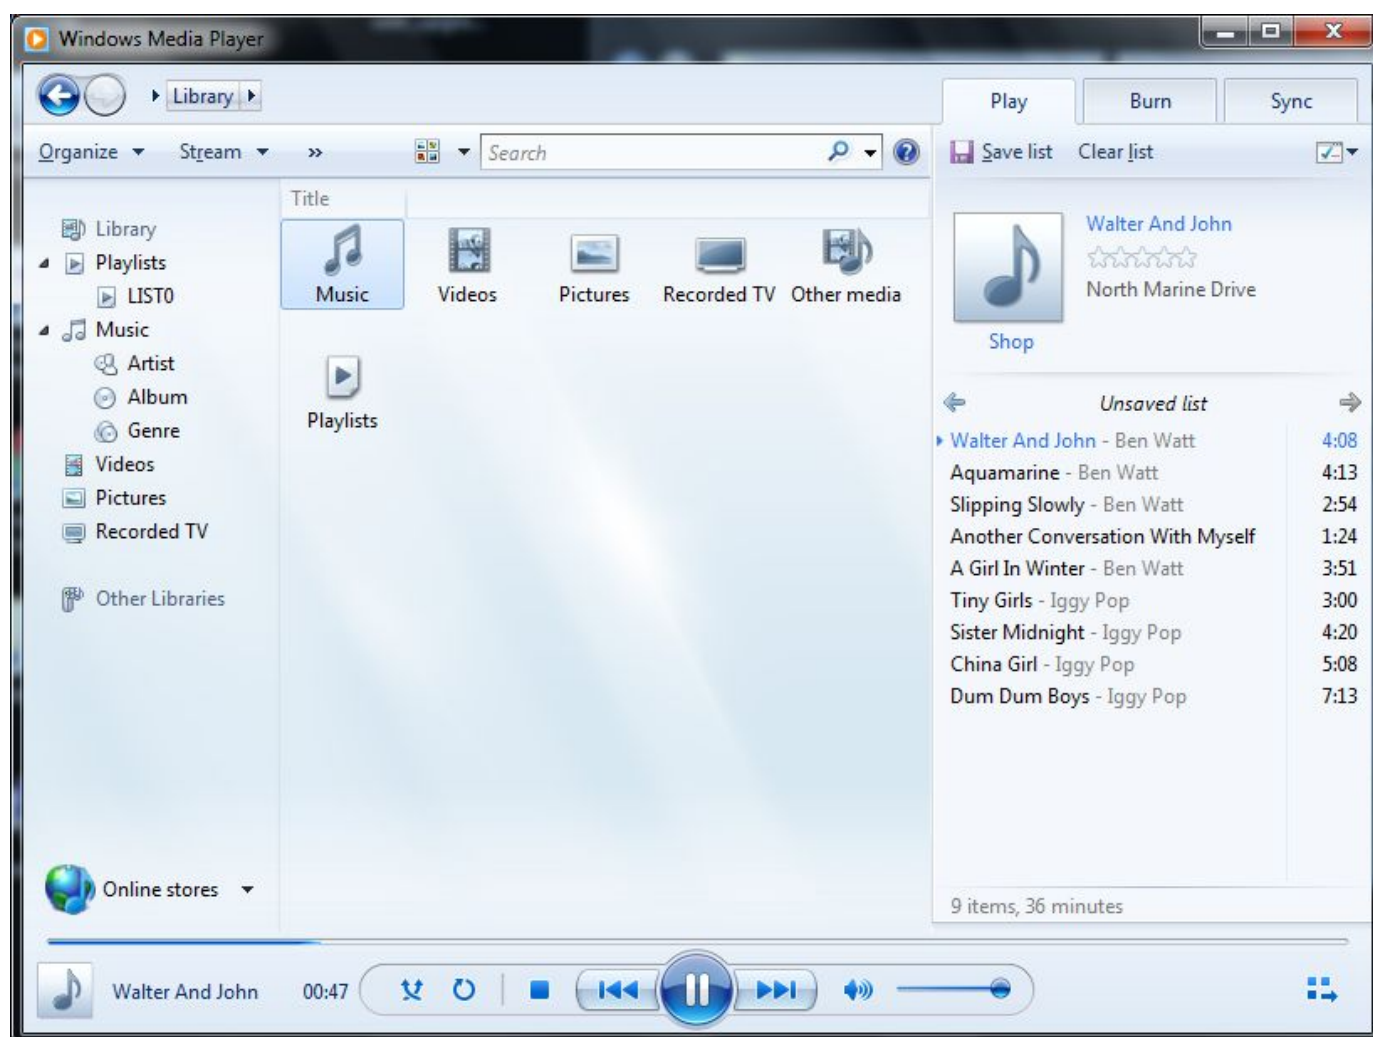 Windows Media Player
Library
Play Burn Sync
Organize Stream » Search
Save list Clear list
Title
Library
Playlists
LIST0
Music
Artist
Album
Genre
Videos
Pictures
Recorded TV
Other Libraries
Online stores
Music Videos Pictures Recorded TV Other media
Playlists
Walter And John
North Marine Drive
Shop
Unsaved list
Walter And John - Ben Watt 4:08
Aquamarine - Ben Watt 4:13
Slipping Slowly - Ben Watt 2:54
Another Conversation With Myself 1:24
A Girl In Winter - Ben Watt 3:51
Tiny Girls - Iggy Pop 3:00
Sister Midnight - Iggy Pop 4:20
China Girl - Iggy Pop 5:08
Dum Dum Boys - Iggy Pop 7:13
9 items, 36 minutes
Walter And John 00:47